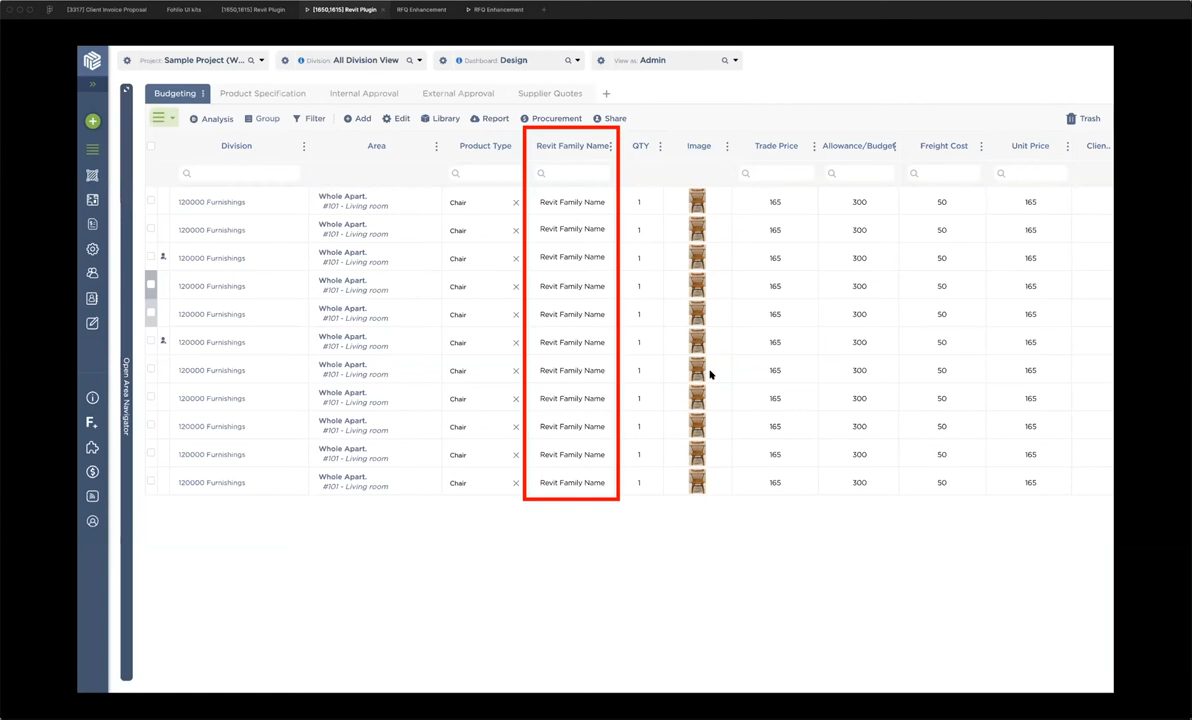 [3317] Client Invoice Proposal Fohlio UI kits [1650,1615] Revit Plugin [1650,1615] Revit Plugin × RFQ Enhancement RFQ Enhancement +
Project: Sample Project (W... Division: All Division View Dashboard: Design View as: Admin
Budgeting Product Specification Internal Approval External Approval Supplier Quotes +
Analysis Group Filter Add Edit Library Report Procurement Share Trash
Division Area Product Type Revit Family Name QTY Image Trade Price Allowance/Budget Freight Cost Unit Price Clien..
120000 Furnishings Whole Apart. Chair × Revit Family Name 1 165 300 50 165
#101 - Living room
120000 Furnishings Whole Apart. Chair × Revit Family Name 1 165 300 50 165
#101 - Living room
120000 Furnishings Whole Apart. Chair × Revit Family Name 1 165 300 50 165
#101 - Living room
120000 Furnishings Whole Apart. Chair × Revit Family Name 1 165 300 50 165
#101 - Living room
120000 Furnishings Whole Apart. Chair × Revit Family Name 1 165 300 50 165
#101 - Living room
120000 Furnishings Whole Apart. Chair × Revit Family Name 1 165 300 50 165
#101 - Living room
120000 Furnishings Whole Apart. Chair × Revit Family Name 1 165 300 50 165
#101 - Living room
120000 Furnishings Whole Apart. Chair × Revit Family Name 1 165 300 50 165
#101 - Living room
120000 Furnishings Whole Apart. Chair × Revit Family Name 1 165 300 50 165
#101 - Living room
120000 Furnishings Whole Apart. Chair × Revit Family Name 1 165 300 50 165
#101 - Living room
120000 Furnishings Whole Apart. Chair × Revit Family Name 1 165 300 50 165
#101 - Living room
Open Area Navigator
F+